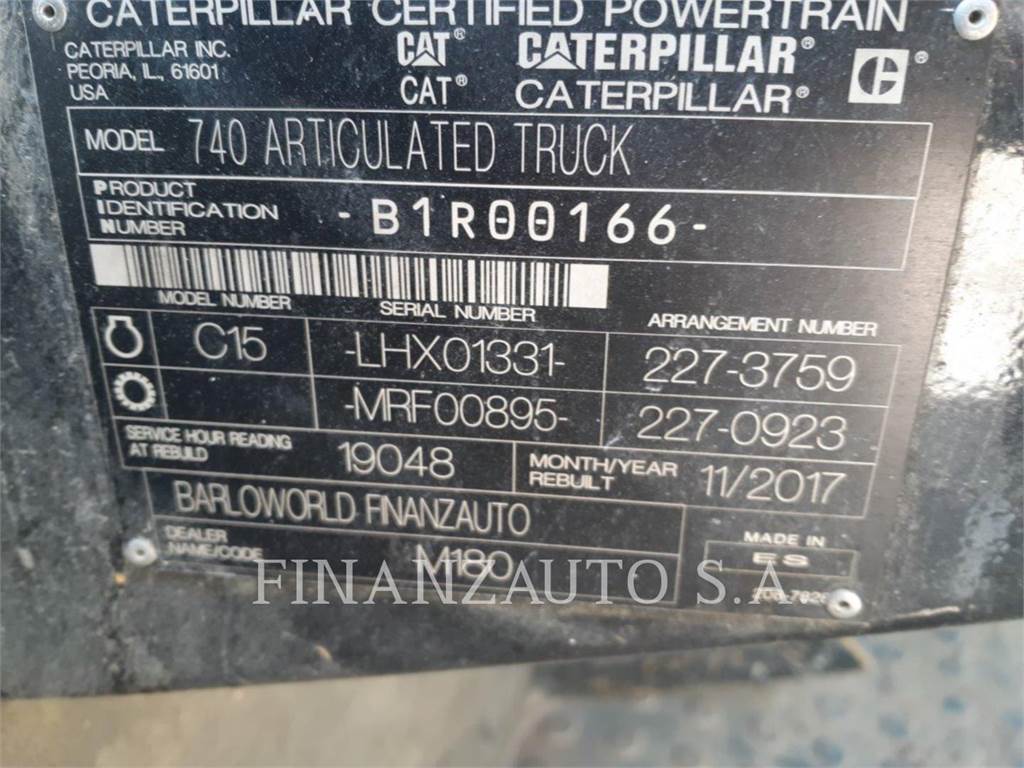 CATERPILLAR CERTIFIED POWERTRAIN
CATERPILLAR INC.
PEORIA, IL, 61601
USA
CAT® CATERPILLAR®
CAT® CATERPILLAR®
C®
MODEL 740 ARTICULATED TRUCK
PRODUCT
IDENTIFICATION
NUMBER
-B1R00166-
MODEL NUMBER SERIAL NUMBER ARRANGEMENT NUMBER
C15 -LHX01331- 227-3759
-MRF00895- 227-0923
SERVICE HOUR READING
AT REBUILD
19048
MONTH/YEAR
REBUILT
11/2017
BARLOWORLD FINANZAUTO
DEALER
NAME/CODE
M180
MADE IN
ES
FINANZAUTO S.A.